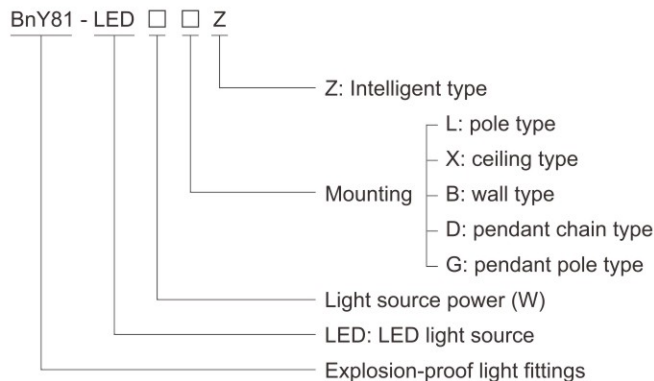 BnY81 - LED □ □ Z
Z: Intelligent type
L: pole type
X: ceiling type
Mounting
B: wall type
D: pendant chain type
G: pendant pole type
Light source power (W)
LED: LED light source
Explosion-proof light fittings